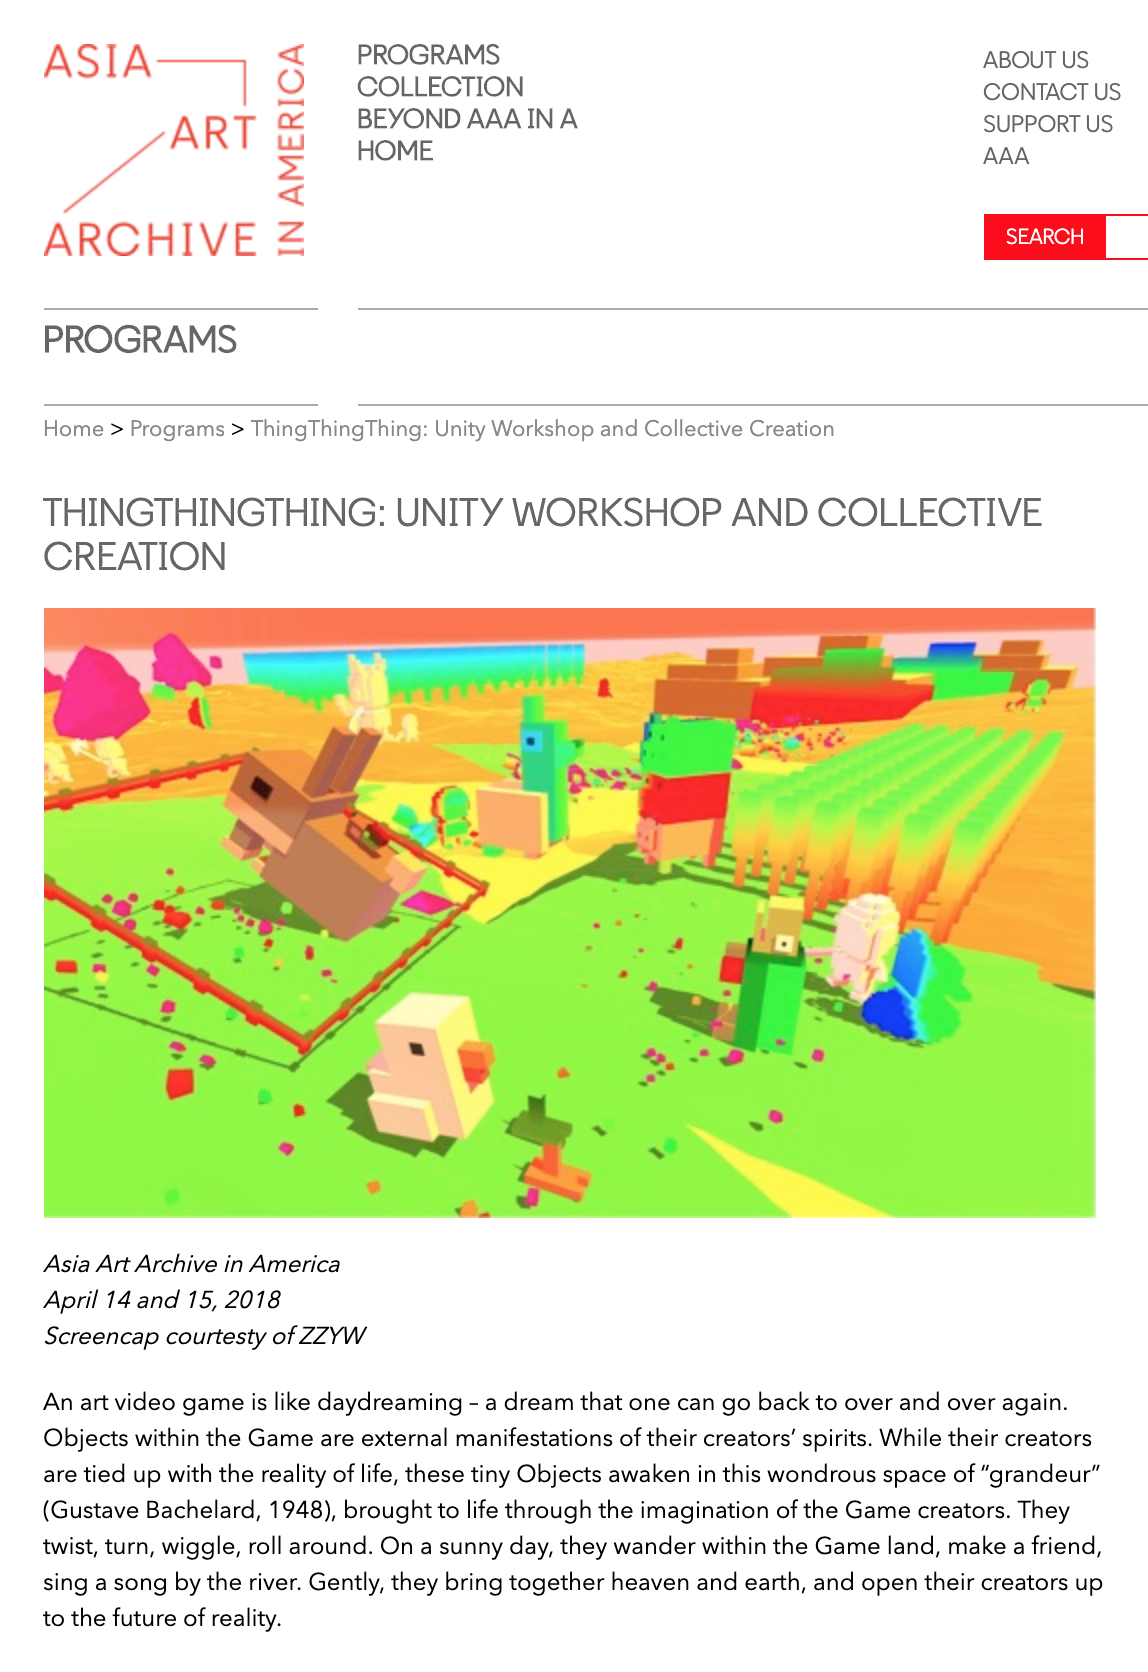 ASIA
ART
ARCHIVE
IN AMERICA
PROGRAMS
COLLECTION
BEYOND AAA IN A
HOME
ABOUT US
CONTACT US
SUPPORT US
AAA
SEARCH
PROGRAMS
Home > Programs > ThingThingThing: Unity Workshop and Collective Creation
THINGTHINGTHING: UNITY WORKSHOP AND COLLECTIVE
CREATION
Asia Art Archive in America
April 14 and 15, 2018
Screencap courtesty of ZZYW
An art video game is like daydreaming – a dream that one can go back to over and over again.
Objects within the Game are external manifestations of their creators’ spirits. While their creators
are tied up with the reality of life, these tiny Objects awaken in this wondrous space of “grandeur”
(Gustave Bachelard, 1948), brought to life through the imagination of the Game creators. They
twist, turn, wiggle, roll around. On a sunny day, they wander within the Game land, make a friend,
sing a song by the river. Gently, they bring together heaven and earth, and open their creators up
to the future of reality.